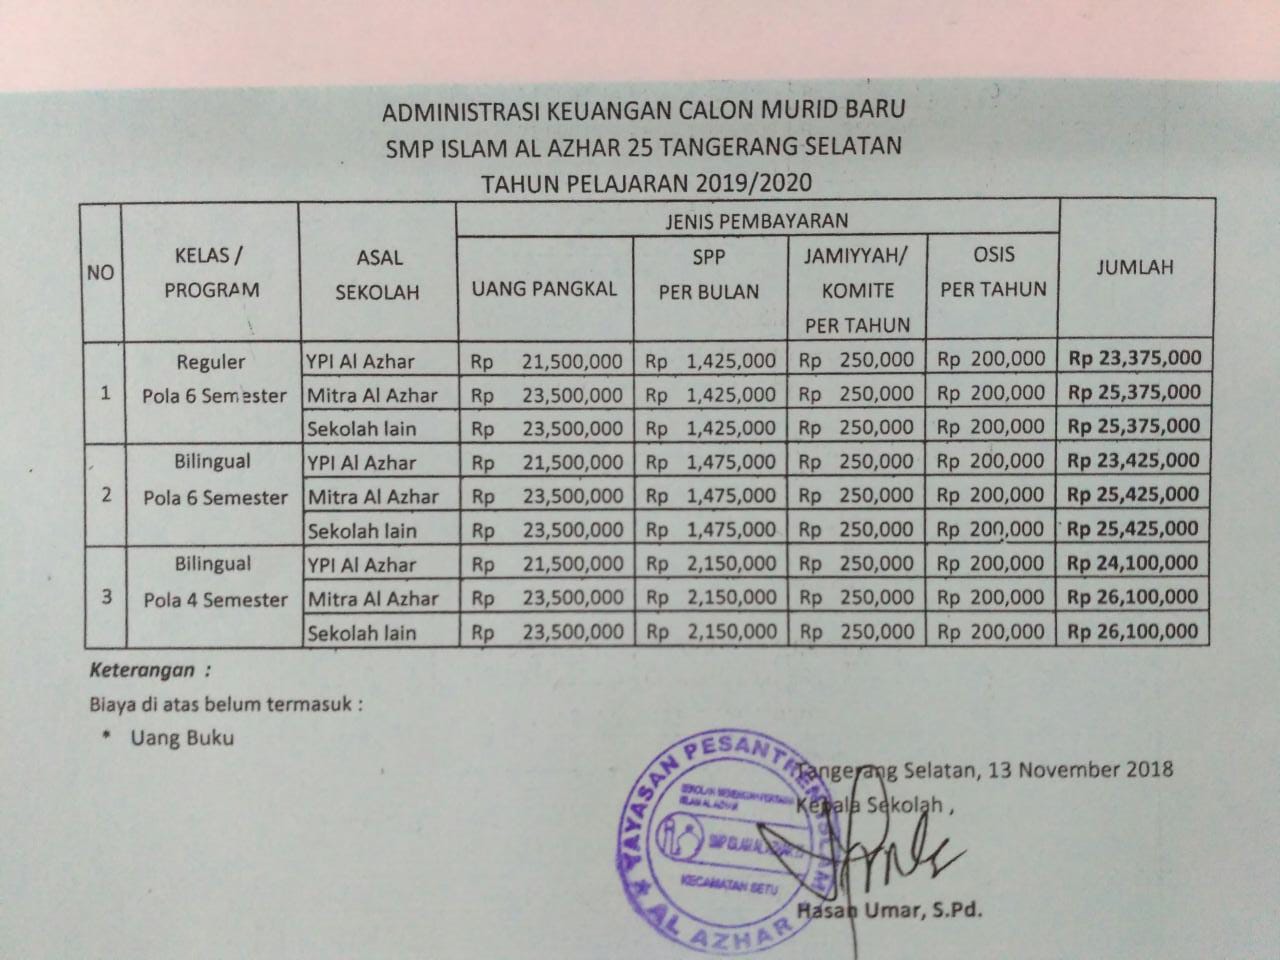 ADMINISTRASI KEUANGAN CALON MURID BARU
SMP ISLAM AL AZHAR 25 TANGERANG SELATAN
TAHUN PELAJARAN 2019/2020
NO KELAS / PROGRAM ASAL SEKOLAH JENIS PEMBAYARAN JUMLAH
UANG PANGKAL SPP PER BULAN JAMIYYAH/ KOMITE PER TAHUN OSIS PER TAHUN
1 Reguler Pola 6 Semester
YPI Al Azhar Rp 21,500,000 Rp 1,425,000 Rp 250,000 Rp 200,000 Rp 23,375,000
Mitra Al Azhar Rp 23,500,000 Rp 1,425,000 Rp 250,000 Rp 200,000 Rp 25,375,000
Sekolah lain Rp 23,500,000 Rp 1,425,000 Rp 250,000 Rp 200,000 Rp 25,375,000
2 Bilingual Pola 6 Semester
YPI Al Azhar Rp 21,500,000 Rp 1,475,000 Rp 250,000 Rp 200,000 Rp 23,425,000
Mitra Al Azhar Rp 23,500,000 Rp 1,475,000 Rp 250,000 Rp 200,000 Rp 25,425,000
Sekolah lain Rp 23,500,000 Rp 1,475,000 Rp 250,000 Rp 200,000 Rp 25,425,000
3 Bilingual Pola 4 Semester
YPI Al Azhar Rp 21,500,000 Rp 2,150,000 Rp 250,000 Rp 200,000 Rp 24,100,000
Mitra Al Azhar Rp 23,500,000 Rp 2,150,000 Rp 250,000 Rp 200,000 Rp 26,100,000
Sekolah lain Rp 23,500,000 Rp 2,150,000 Rp 250,000 Rp 200,000 Rp 26,100,000
Keterangan :
Biaya di atas belum termasuk :
* Uang Buku
Tangerang Selatan, 13 November 2018
Kepala Sekolah ,
Hasan Umar, S.Pd.
YAYASAN PESANTREN ISLAM
AL AZHAR
ISLAM AL AZHAR
SMP ISLAM AL AZHAR
KECAMATAN SETU